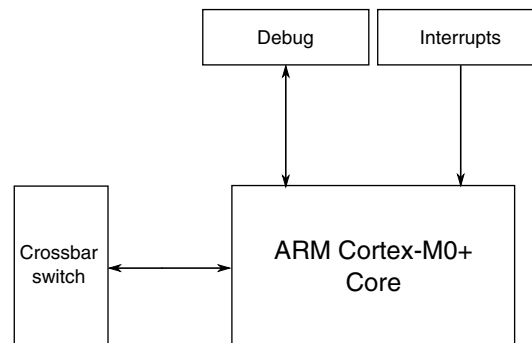 Debug
Interrupts
Crossbar
switch
ARM Cortex-M0+
Core